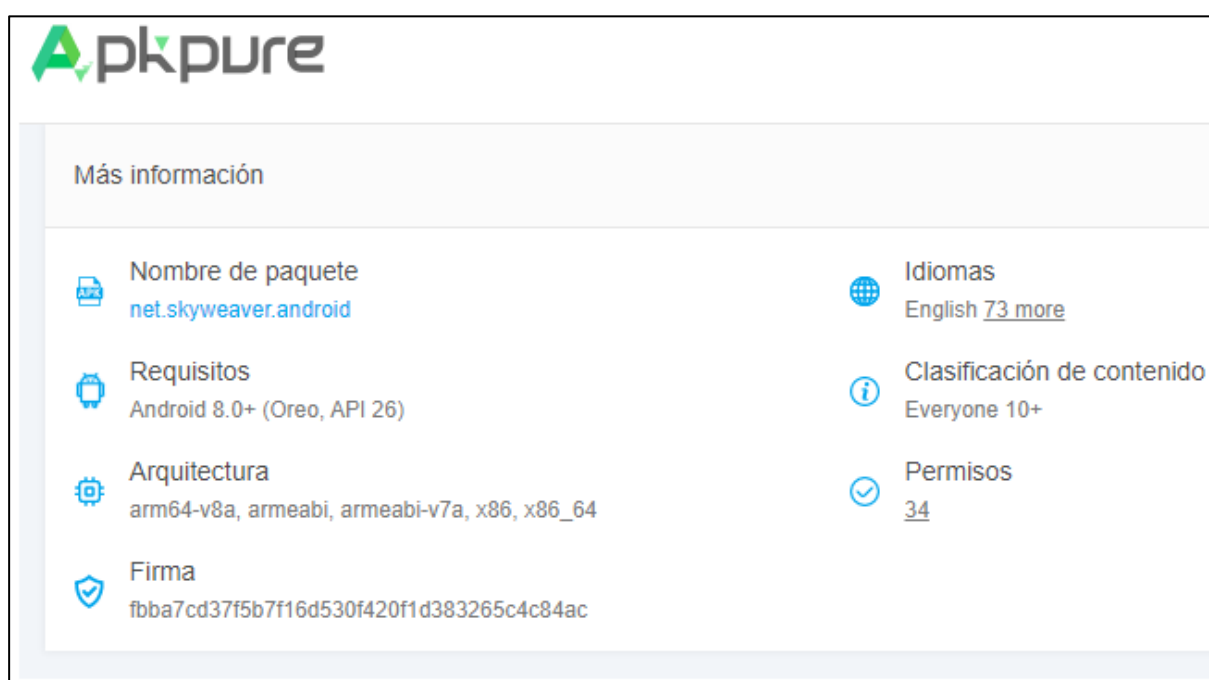 Apkpure
Más información
Nombre de paquete
net.skyweaver.android
Idiomas
English 73 more
Requisitos
Android 8.0+ (Oreo, API 26)
Clasificación de contenido
Everyone 10+
Arquitectura
arm64-v8a, armeabi, armeabi-v7a, x86, x86_64
Permisos
34
Firma
fbba7cd37f5b7f16d530f420f1d383265c4c84ac